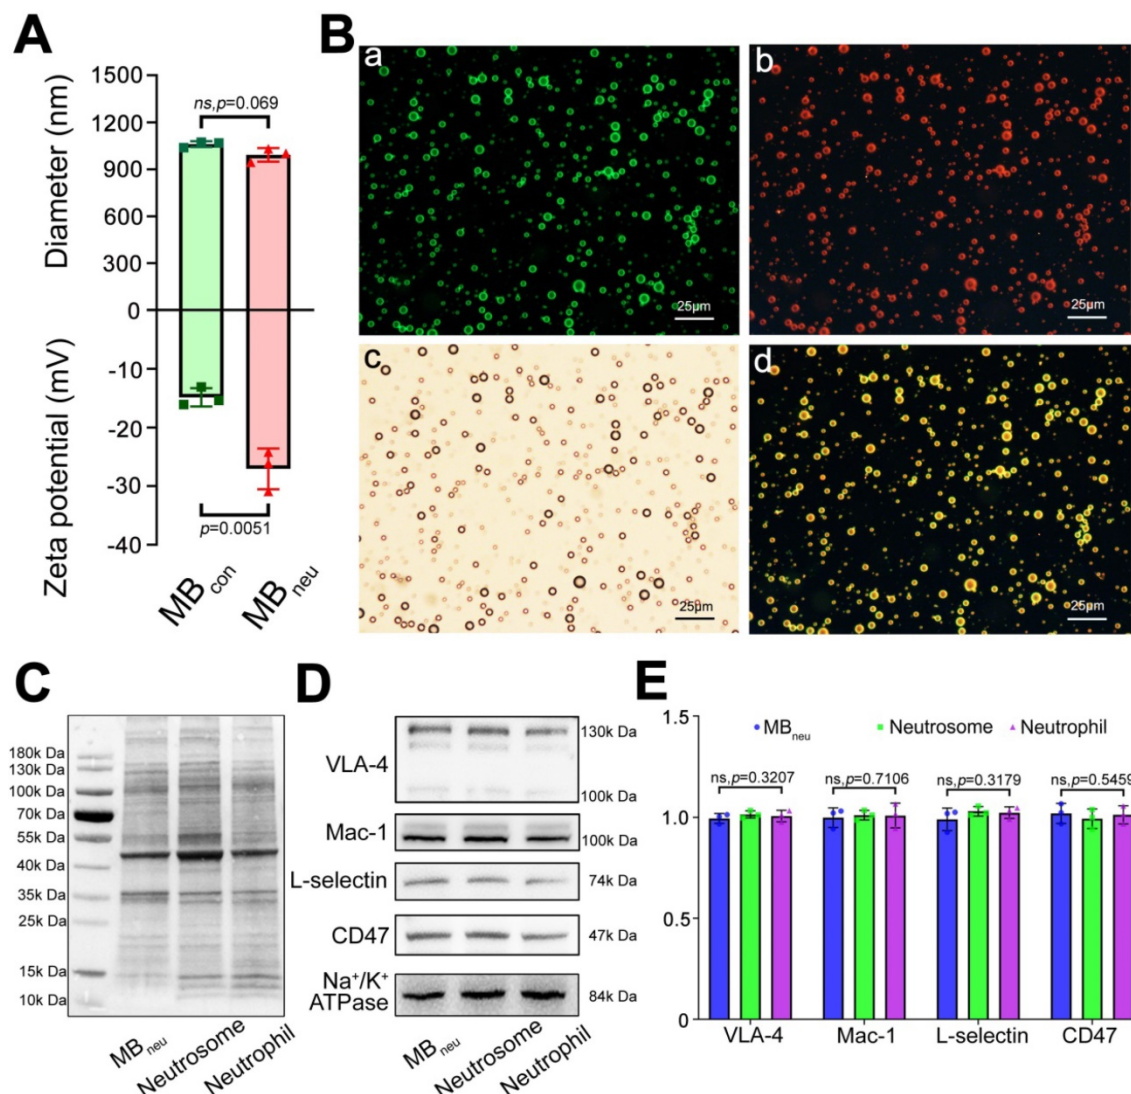 A
Diameter (nm)
Zeta potential (mV)
1500
1200
900
600
300
0
-10
-20
-30
-40
ns,p=0.069
p=0.0051
MBcon
MBneu
B
a
25μm
b
25μm
c
25μm
d
25μm
C
180k Da
130k Da
100k Da
70k Da
55k Da
40k Da
35k Da
25k Da
15k Da
10k Da
MBneu
Neutrosome
Neutrophil
D
VLA-4
130k Da
100k Da
Mac-1
100k Da
L-selectin
74k Da
CD47
47k Da
Na+/K+
ATPase
84k Da
MBneu
Neutrosome
Neutrophil
E
1.5
1.0
0.5
0
MBneu
Neutrosome
Neutrophil
ns,p=0.3207
ns,p=0.7106
ns,p=0.3179
ns,p=0.5459
VLA-4
Mac-1
L-selectin
CD47